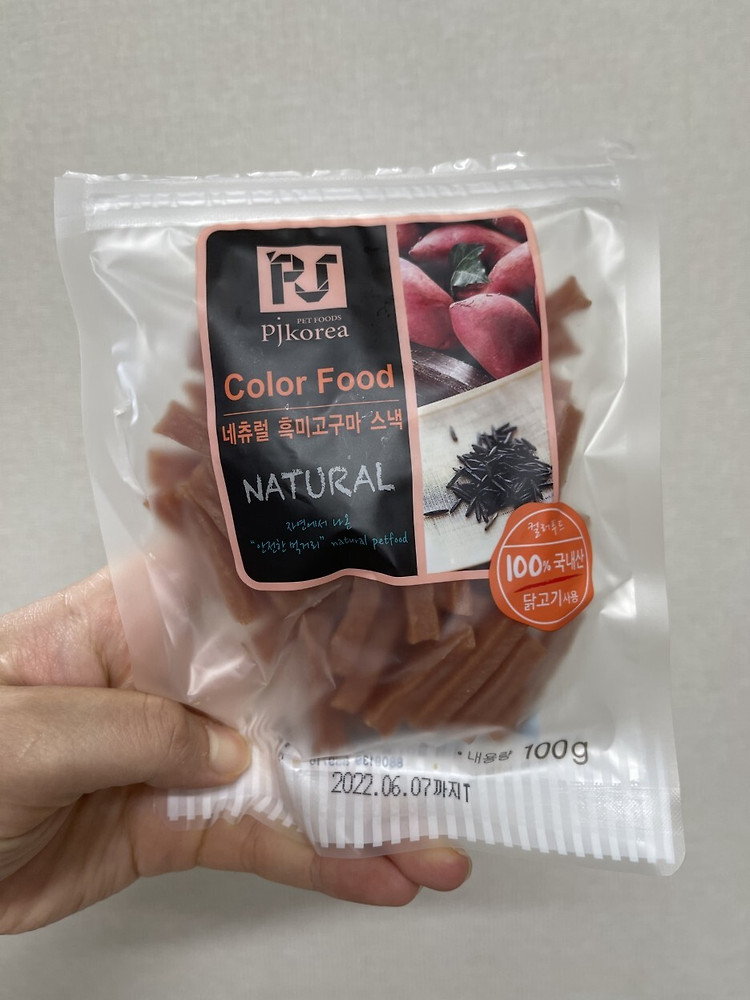 PJ
PET FOODS
PJkorea
Color Food
네츄럴 흑미고구마 스낵
NATURAL
자연에서 나온
"안전한 먹거리" natural petfood
컬러푸드
100% 국내산
닭고기사용
• 내용량 100g
2022.06.07까지T